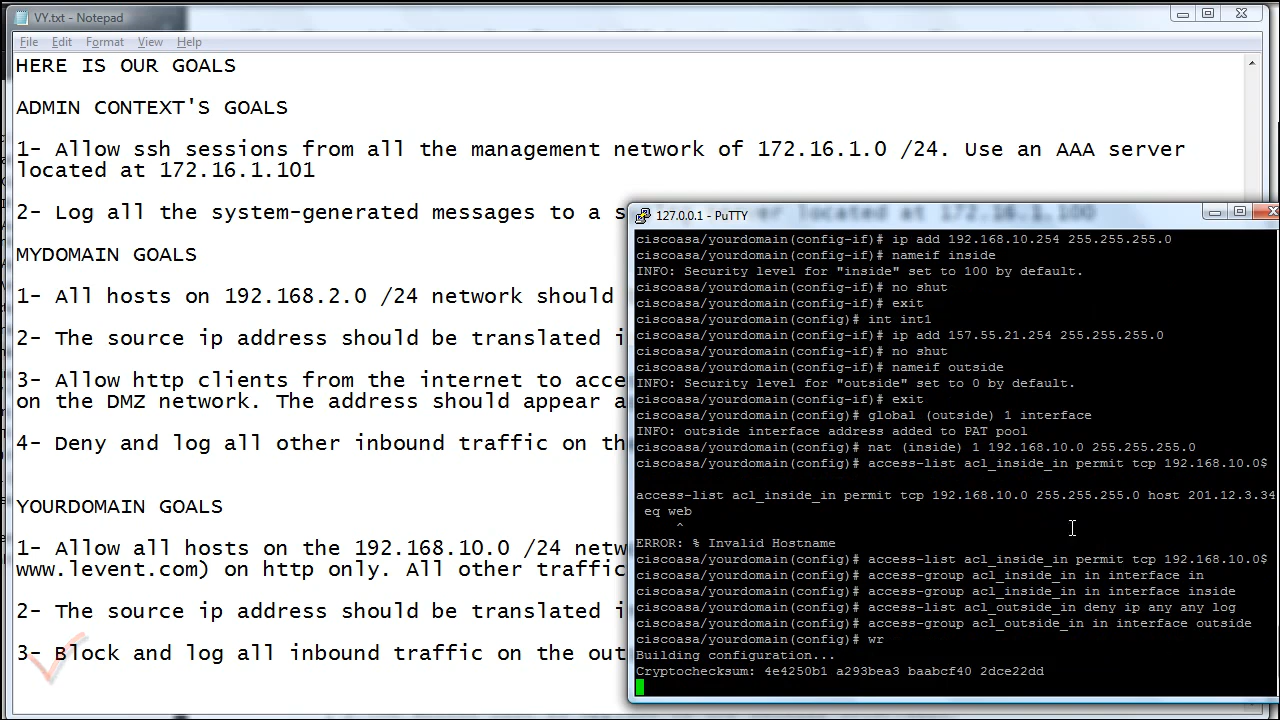 VY.txt - Notepad
File Edit Format View Help
HERE IS OUR GOALS
ADMIN CONTEXT'S GOALS
1- Allow ssh sessions from all the management network of 172.16.1.0 /24. Use an AAA server
located at 172.16.1.101
2- Log all the system-generated messages to a s located at 172.16.1.100
MYDOMAIN GOALS
1- All hosts on 192.168.2.0 /24 network should
2- The source ip address should be translated i
3- Allow http clients from the internet to acce
on the DMZ network. The address should appear a
4- Deny and log all other inbound traffic on th
YOURDOMAIN GOALS
1- Allow all hosts on the 192.168.10.0 /24 netw
www.levent.com) on http only. All other traffic
2- The source ip address should be translated i
3- Block and log all inbound traffic on the out
127.0.0.1 - PuTTY
ciscoasa/yourdomain(config-if)# ip add 192.168.10.254 255.255.255.0
ciscoasa/yourdomain(config-if)# nameif inside
INFO: Security level for "inside" set to 100 by default.
ciscoasa/yourdomain(config-if)# no shut
ciscoasa/yourdomain(config-if)# exit
ciscoasa/yourdomain(config)# int int1
ciscoasa/yourdomain(config-if)# ip add 157.55.21.254 255.255.255.0
ciscoasa/yourdomain(config-if)# no shut
ciscoasa/yourdomain(config-if)# nameif outside
INFO: Security level for "outside" set to 0 by default.
ciscoasa/yourdomain(config-if)# exit
ciscoasa/yourdomain(config)# global (outside) 1 interface
INFO: outside interface address added to PAT pool
ciscoasa/yourdomain(config)# nat (inside) 1 192.168.10.0 255.255.255.0
ciscoasa/yourdomain(config)# access-list acl_inside_in permit tcp 192.168.10.0$
access-list acl_inside_in permit tcp 192.168.10.0 255.255.255.0 host 201.12.3.34
eq web
^
ERROR: % Invalid Hostname
ciscoasa/yourdomain(config)# access-list acl_inside_in permit tcp 192.168.10.0$
ciscoasa/yourdomain(config)# access-group acl_inside_in in interface in
ciscoasa/yourdomain(config)# access-group acl_inside_in in interface inside
ciscoasa/yourdomain(config)# access-list acl_outside_in deny ip any any log
ciscoasa/yourdomain(config)# access-group acl_outside_in in interface outside
ciscoasa/yourdomain(config)# wr
Building configuration...
Cryptochecksum: 4e4250b1 a293bea3 baabcf40 2dce22dd